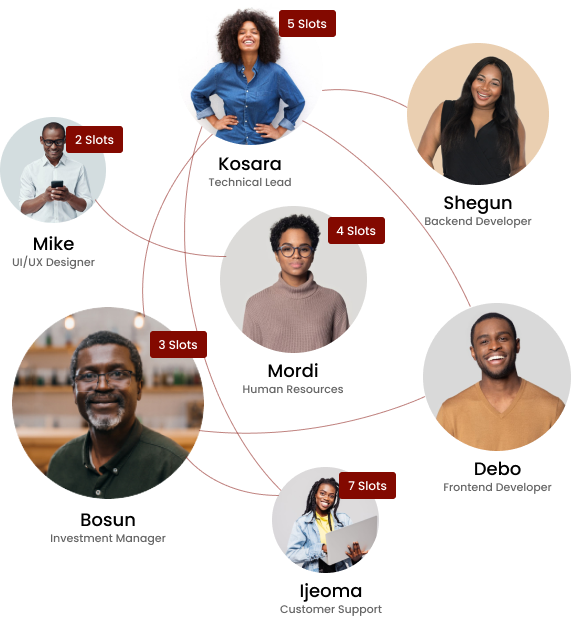 5 Slots
Kosara
Technical Lead
2 Slots
Mike
UI/UX Designer
Shegun
Backend Developer
4 Slots
Mordi
Human Resources
3 Slots
Bosun
Investment Manager
Debo
Frontend Developer
7 Slots
Ijeoma
Customer Support